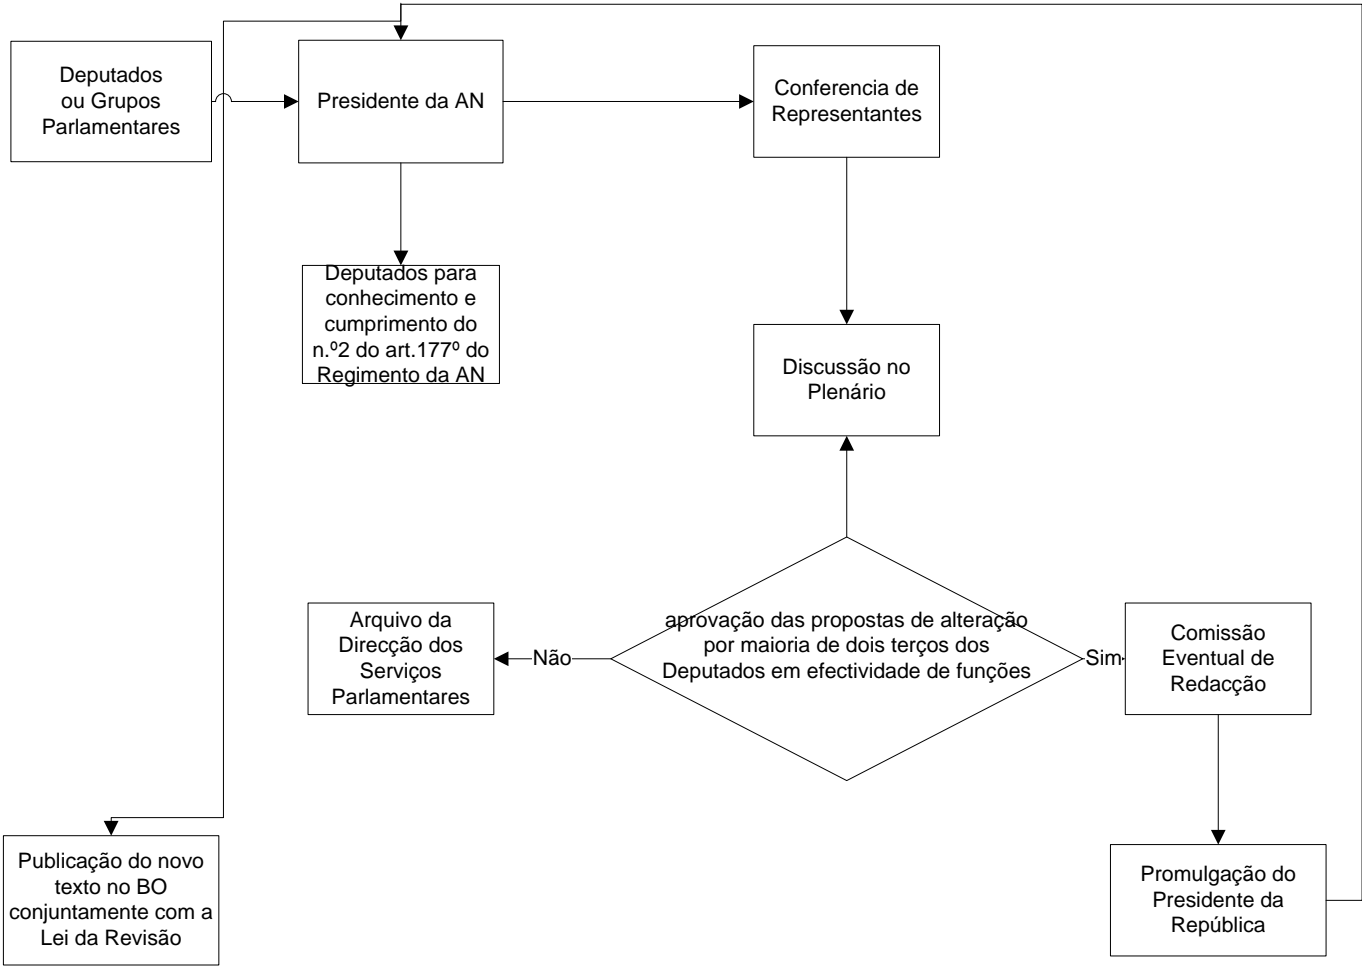 Deputados
ou Grupos
Parlamentares
Presidente da AN
Conferencia de
Representantes
Deputados para
conhecimento e
cumprimento do
n.º2 do art.177º do
Regimento da AN
Discussão no
Plenário
Arquivo da
Direcção dos
Serviços
Parlamentares
Não
aprovação das propostas de alteração
por maioria de dois terços dos
Deputados em efectividade de funções
Sim
Comissão
Eventual de
Redacção
Publicação do novo
texto no BO
conjuntamente com a
Lei da Revisão
Promulgação do
Presidente da
República